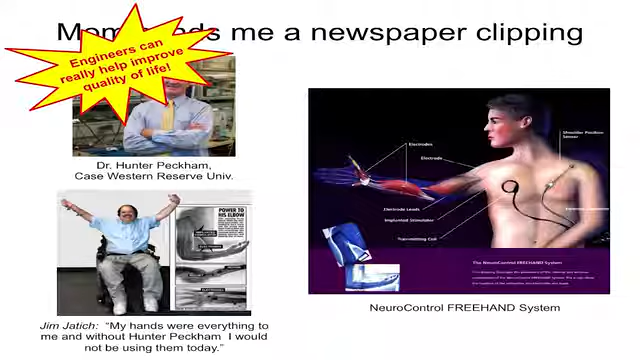 Mom sends me a newspaper clipping
Engineers can
really help improve
quality of life!
Dr. Hunter Peckham,
Case Western Reserve Univ.
POWER TO
HIS ELBOW
Jim Jatich: “My hands were everything to
me and without Hunter Peckham I would
not be using them today.”
Shoulder Position
Sensor
Electrodes
Electrode
Electrode Leads
Implanted Stimulator
Transmitting Coil
The NeuroControl FREEHAND System
NeuroControl FREEHAND System